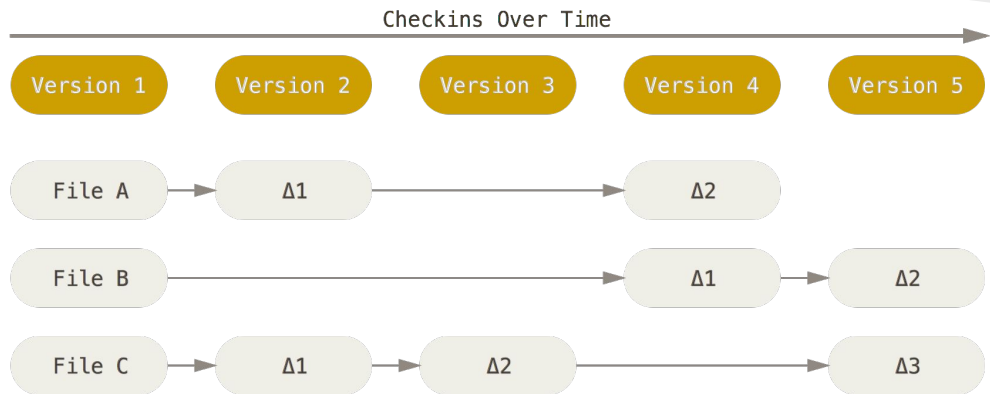 Checkins Over Time
Version 1 Version 2 Version 3 Version 4 Version 5
File A Δ1 Δ2
File B Δ1 Δ2
File C Δ1 Δ2 Δ3